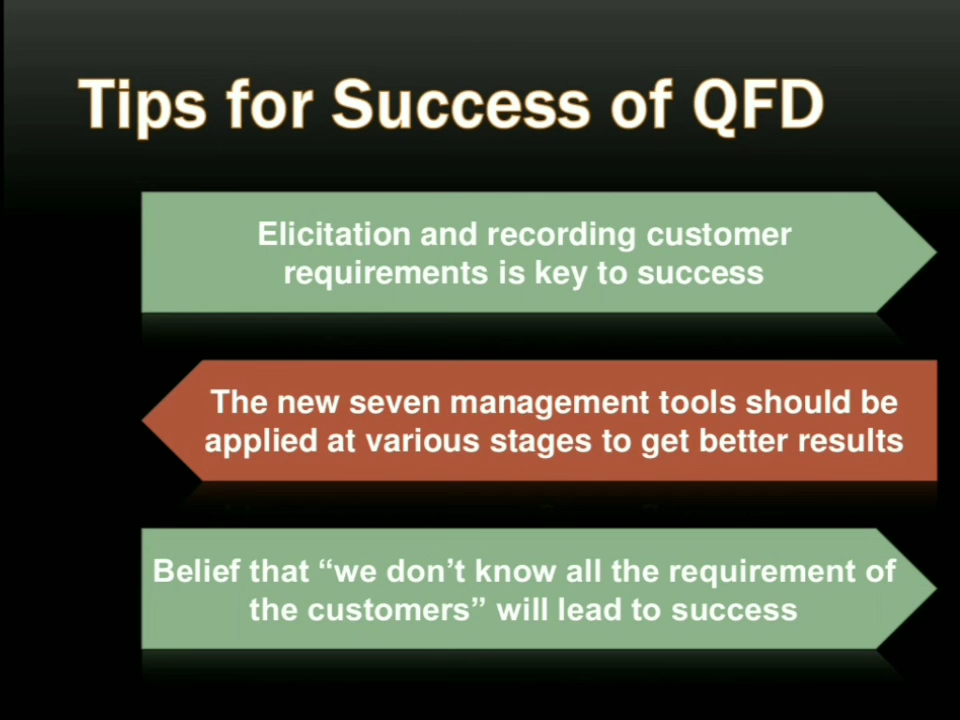 Tips for Success of QFD
Elicitation and recording customer
requirements is key to success
The new seven management tools should be
applied at various stages to get better results
Belief that “we don’t know all the requirement of
the customers” will lead to success